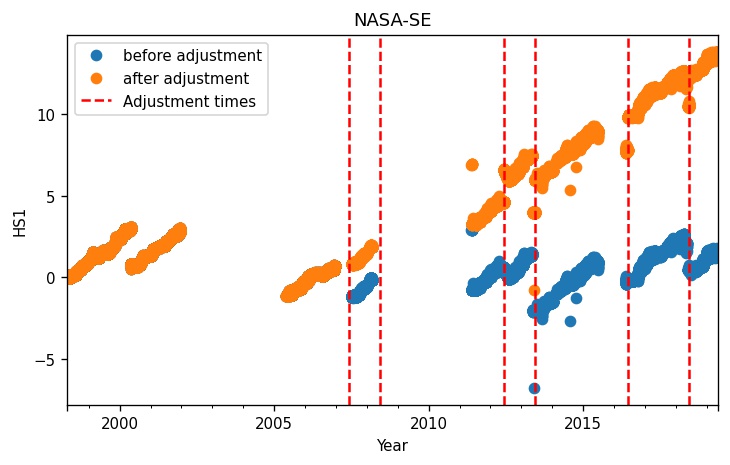 NASA-SE
before adjustment
after adjustment
Adjustment times
HS1
10
5
0
−5
2000 2005 2010 2015
Year